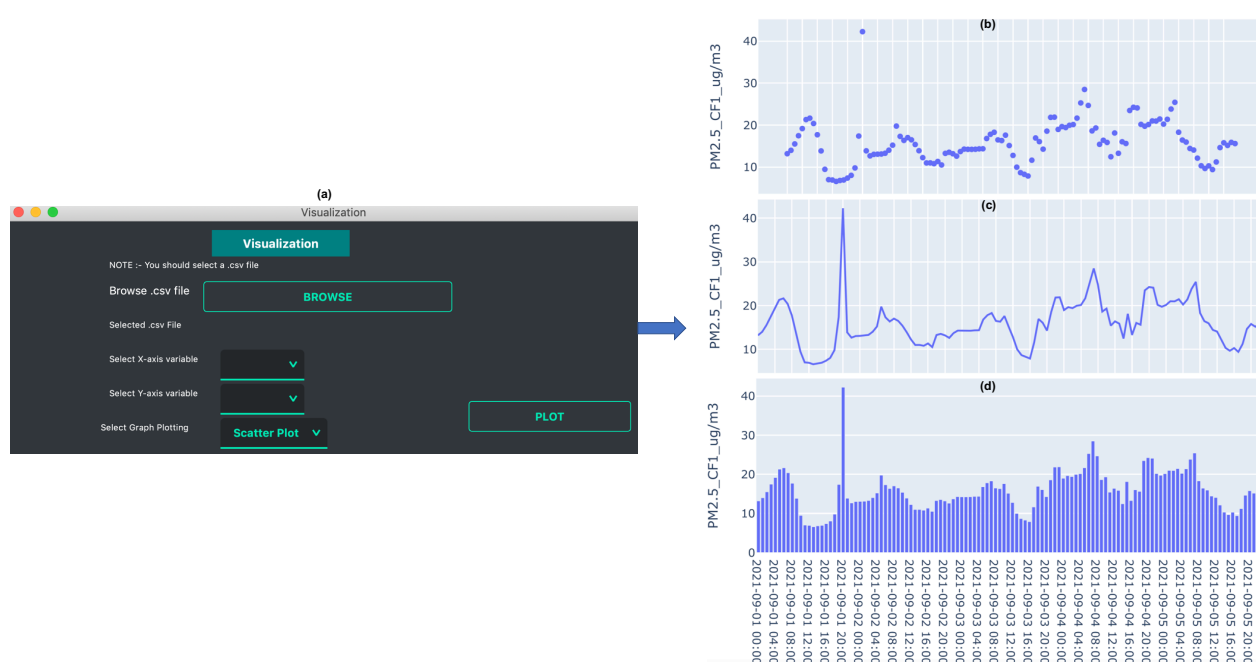 (a)
Visualization
Visualization
NOTE :- You should select a .csv file
Browse .csv file
BROWSE
Selected .csv File
Select X-axis variable
Select Y-axis variable
Select Graph Plotting
Scatter Plot
PLOT
(b)
PM2.5_CF1_ug/m3
40
30
20
10
(c)
PM2.5_CF1_ug/m3
40
30
20
10
(d)
PM2.5_CF1_ug/m3
40
30
20
10
0
2021-09-01 00:00
2021-09-01 04:00
2021-09-01 08:00
2021-09-01 12:00
2021-09-01 16:00
2021-09-01 20:00
2021-09-02 00:00
2021-09-02 04:00
2021-09-02 08:00
2021-09-02 12:00
2021-09-02 16:00
2021-09-02 20:00
2021-09-03 00:00
2021-09-03 04:00
2021-09-03 08:00
2021-09-03 12:00
2021-09-03 16:00
2021-09-03 20:00
2021-09-04 00:00
2021-09-04 04:00
2021-09-04 08:00
2021-09-04 12:00
2021-09-04 16:00
2021-09-04 20:00
2021-09-05 00:00
2021-09-05 04:00
2021-09-05 08:00
2021-09-05 12:00
2021-09-05 16:00
2021-09-05 20:00